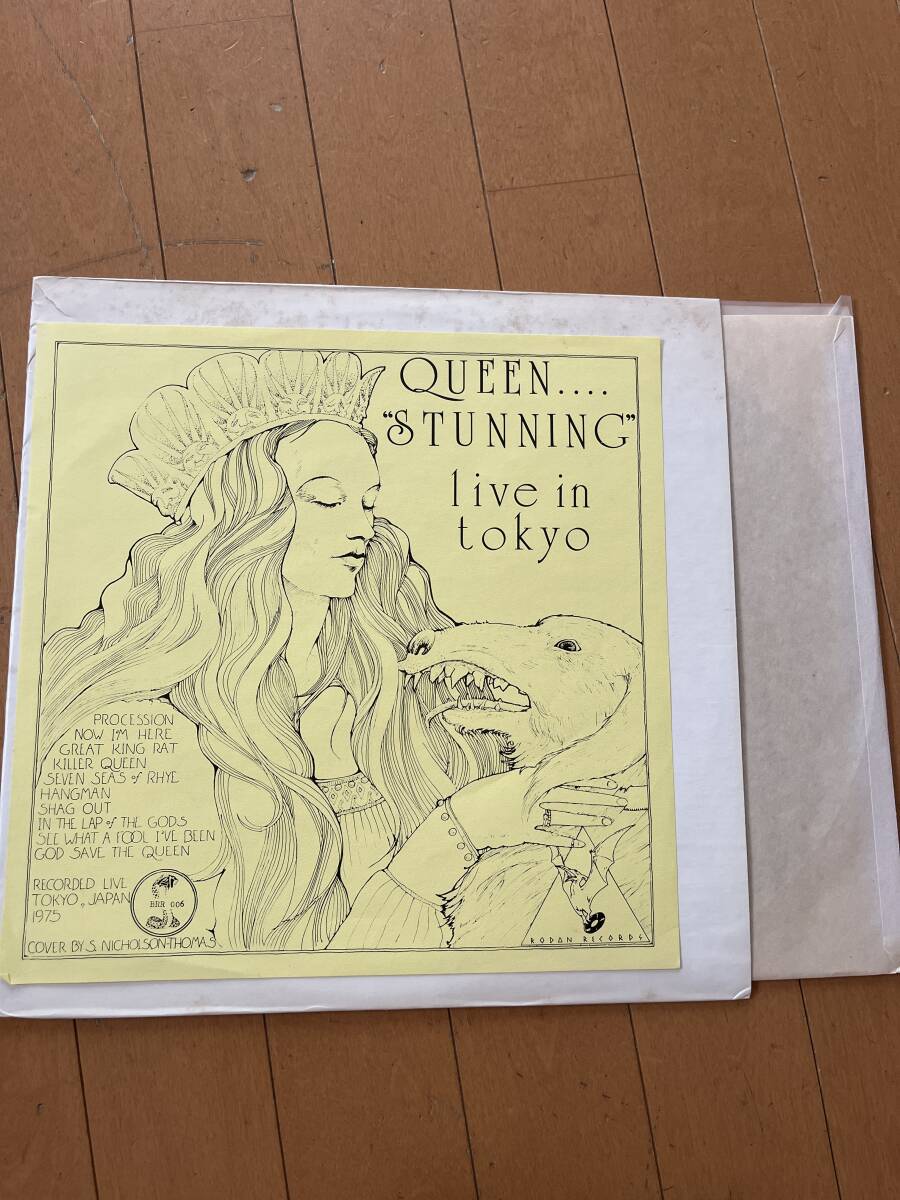 QUEEN....
"STUNNING"
live in
tokyo
PROCESSION
NOW I'M HERE
GREAT KING RAT
KILLER QUEEN
SEVEN SEAS of RHYE
HANGMAN
SHAG OUT
IN THE LAP of THE GODS
SEE WHAT A FOOL I'VE BEEN
GOD SAVE THE QUEEN
RECORDED LIVE
TOKYO, JAPAN
1975
BRR 006
COVER BY S. NICHOLSON-THOMAS
RODAN RECORDS